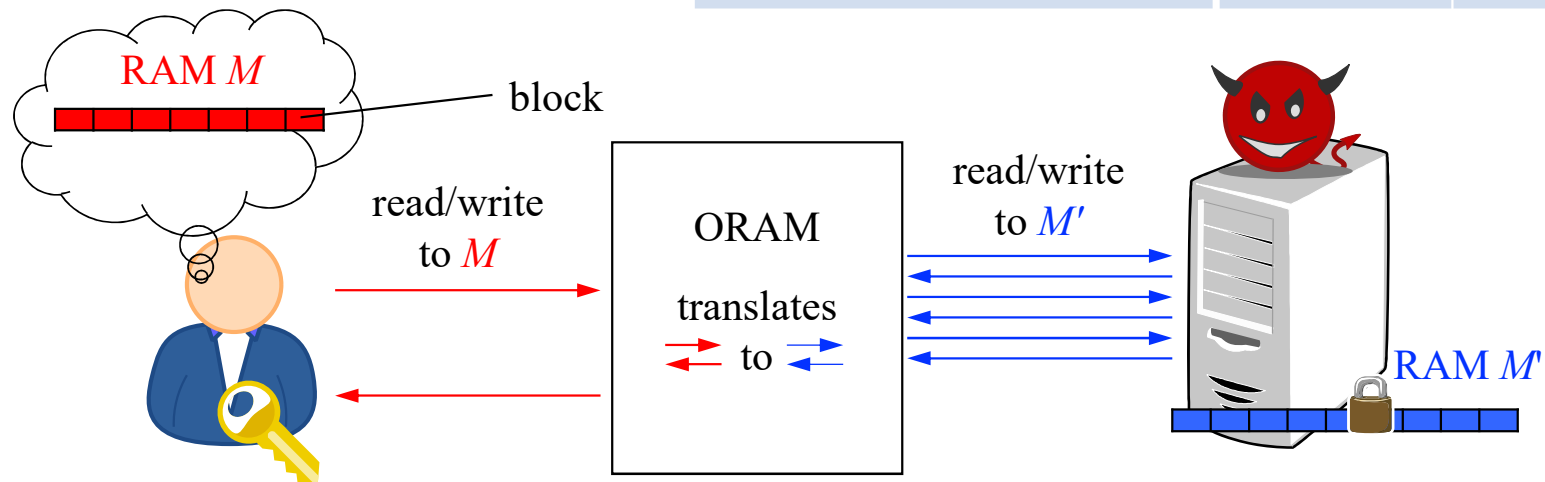 RAM M
block
read/write
to M
ORAM
translates
to
read/write
to M'
RAM M'